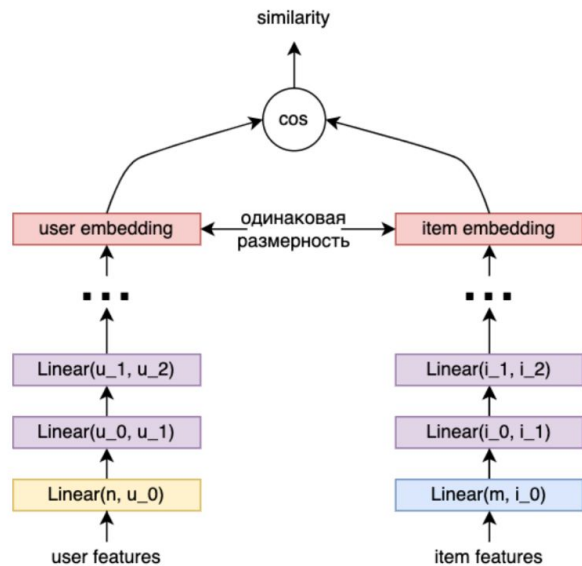 similarity
cos
user embedding
одинаковая
размерность
item embedding
...
...
Linear(u_1, u_2)
Linear(i_1, i_2)
Linear(u_0, u_1)
Linear(i_0, i_1)
Linear(n, u_0)
Linear(m, i_0)
user features
item features